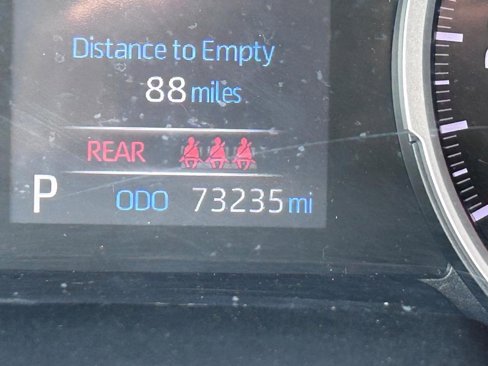 Distance to Empty
88 miles
REAR
P ODO 73235 mi